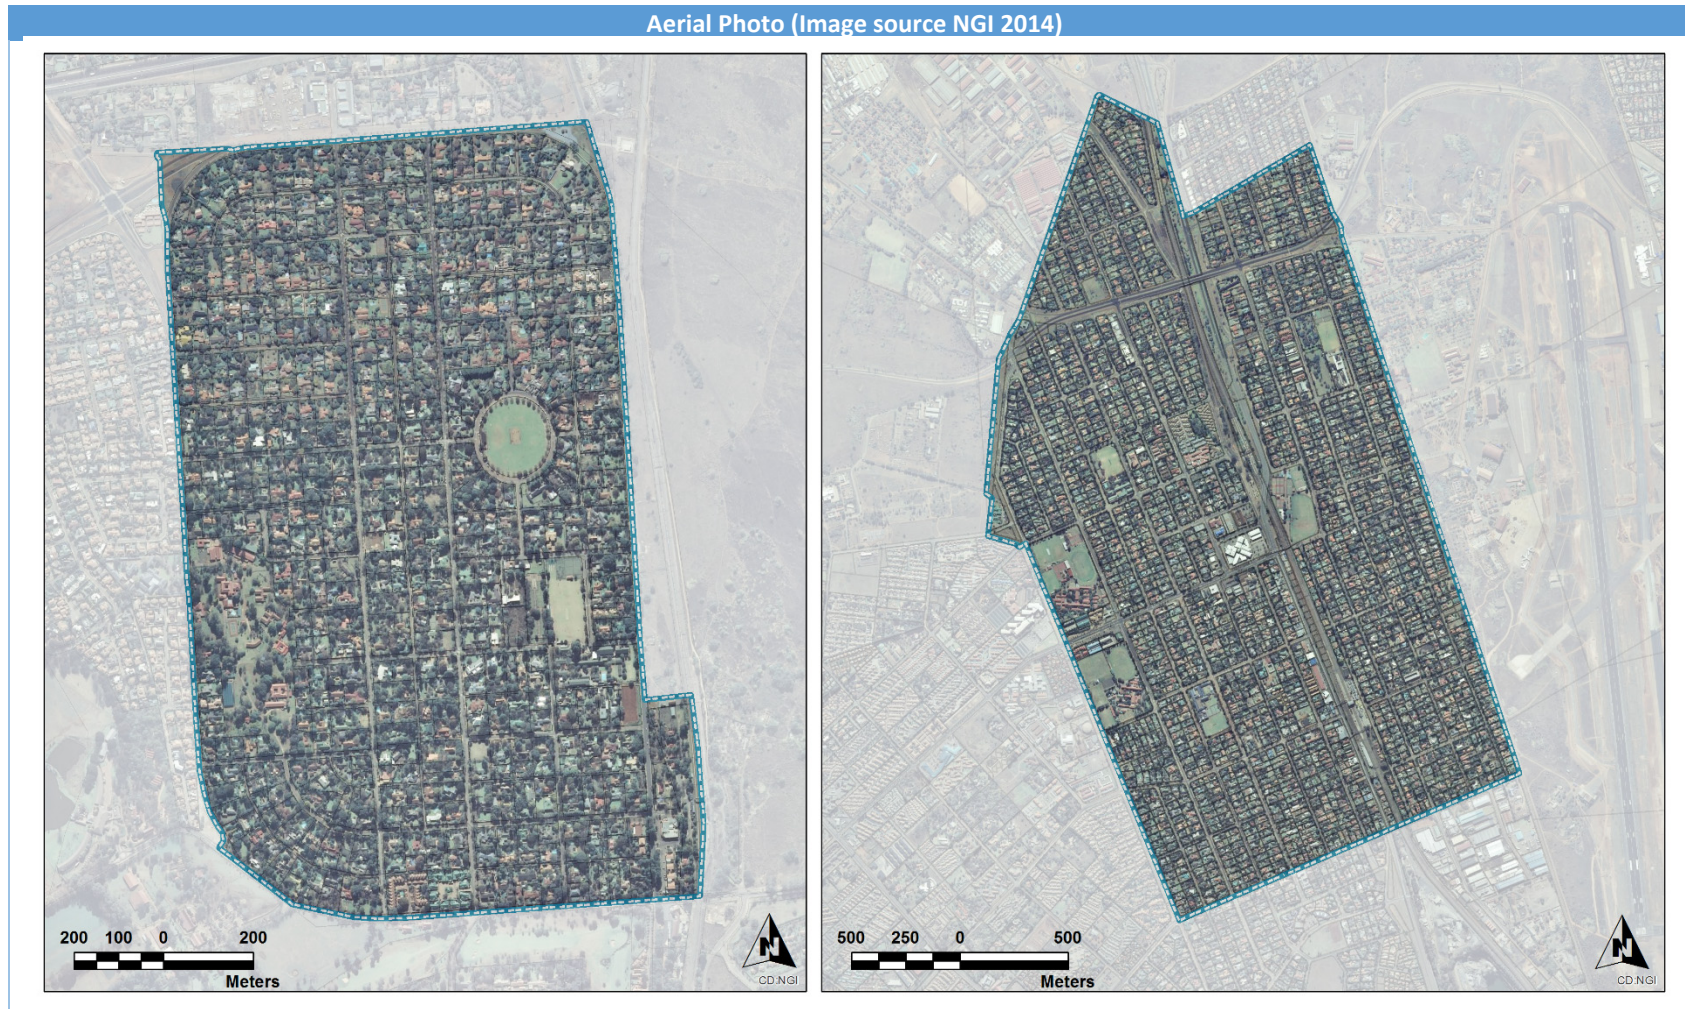 Aerial Photo (Image source NGI 2014)
200 100 0 200
Meters
N
CD:NGI
500 250 0 500
Meters
N
CD:NGI